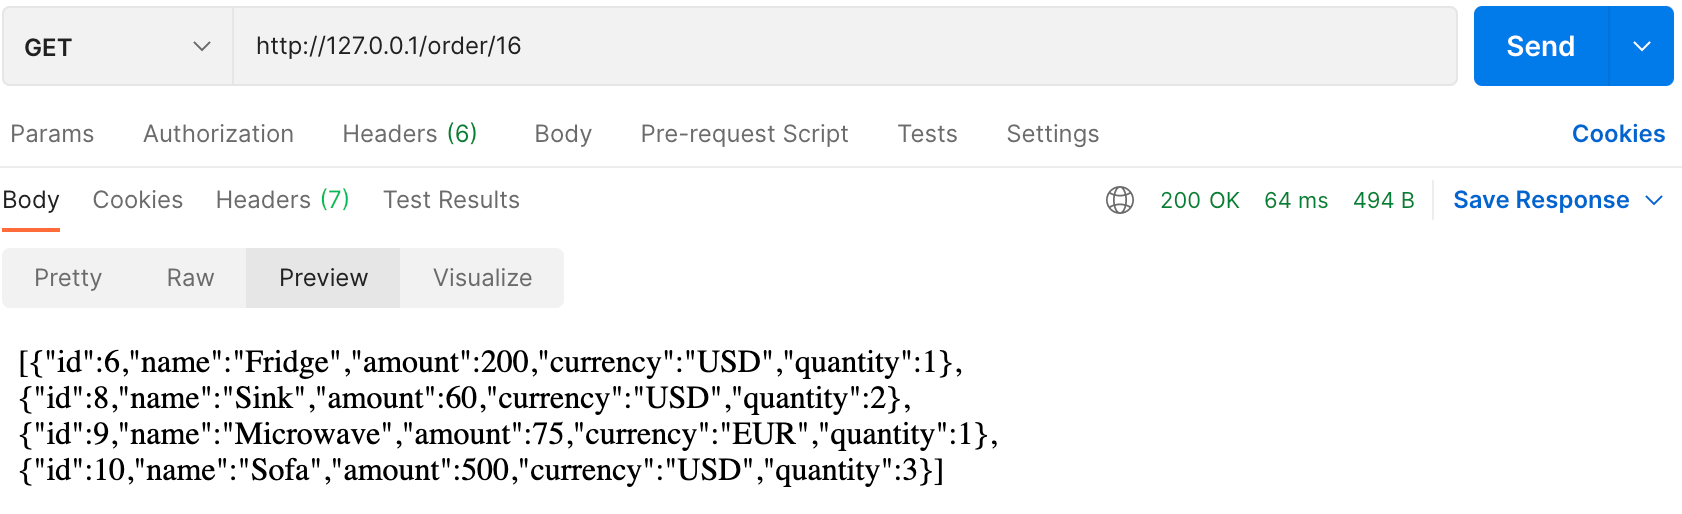 GET http://127.0.0.1/order/16 Send
Params Authorization Headers (6) Body Pre-request Script Tests Settings Cookies
Body Cookies Headers (7) Test Results 200 OK 64 ms 494 B Save Response
Pretty Raw Preview Visualize
[{"id":6,"name":"Fridge","amount":200,"currency":"USD","quantity":1},
{"id":8,"name":"Sink","amount":60,"currency":"USD","quantity":2},
{"id":9,"name":"Microwave","amount":75,"currency":"EUR","quantity":1},
{"id":10,"name":"Sofa","amount":500,"currency":"USD","quantity":3}]